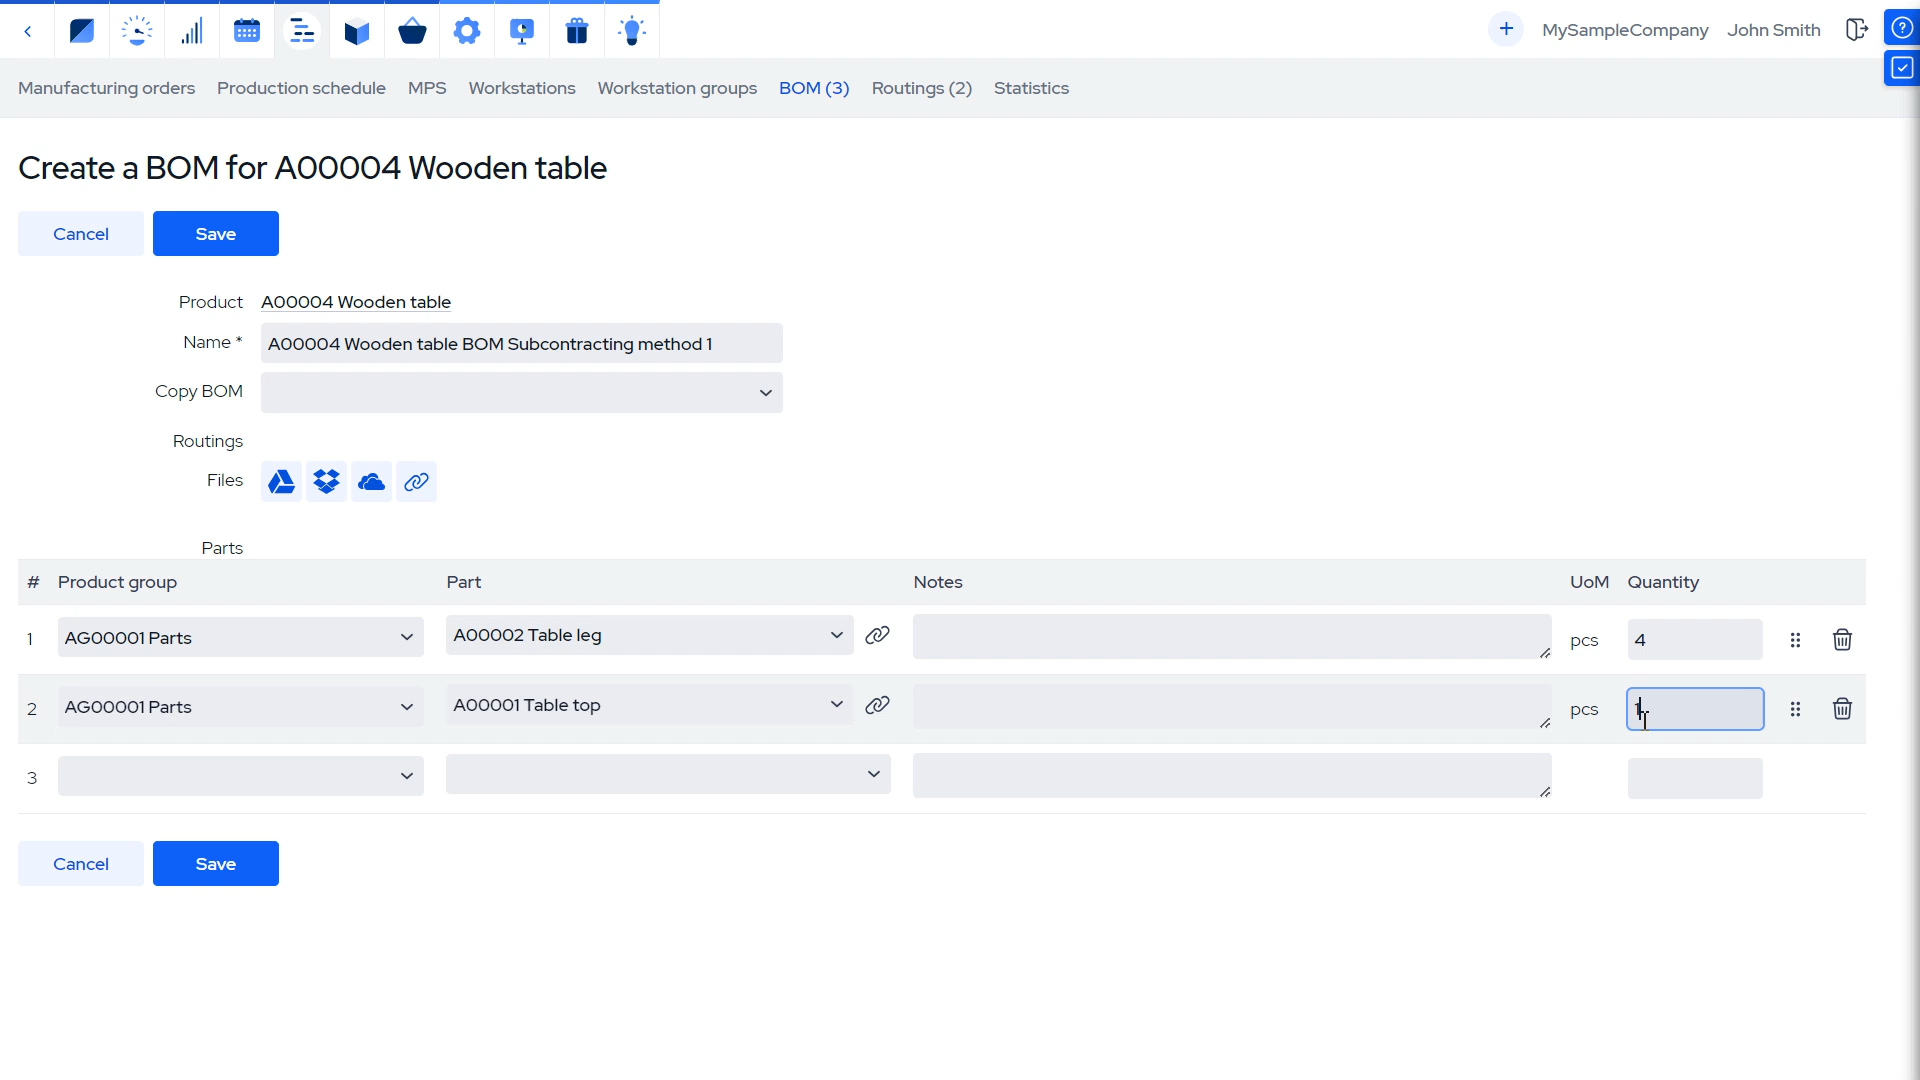 MySampleCompany John Smith
Manufacturing orders Production schedule MPS Workstations Workstation groups BOM (3) Routings (2) Statistics
Create a BOM for A00004 Wooden table
Cancel Save
Product A00004 Wooden table
Name * A00004 Wooden table BOM Subcontracting method 1
Copy BOM
Routings
Files
Parts
# Product group Part Notes UoM Quantity
1 AG00001 Parts A00002 Table leg pcs 4
2 AG00001 Parts A00001 Table top pcs 1
3
Cancel Save